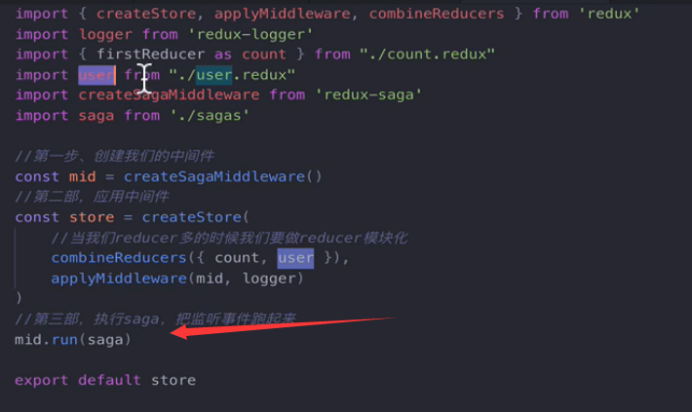 import { createStore, applyMiddleware, combineReducers } from 'redux'
import logger from 'redux-logger'
import { firstReducer as count } from "./count.redux"
import user from "./user.redux"
import createSagaMiddleware from 'redux-saga'
import saga from './sagas'
//第一步、创建我们的中间件
const mid = createSagaMiddleware()
//第二部，应用中间件
const store = createStore(
//当我们reducer多的时候我们要做reducer模块化
combineReducers({ count, user }),
applyMiddleware(mid, logger)
)
//第三部，执行saga，把监听事件跑起来
mid.run(saga)
export default store